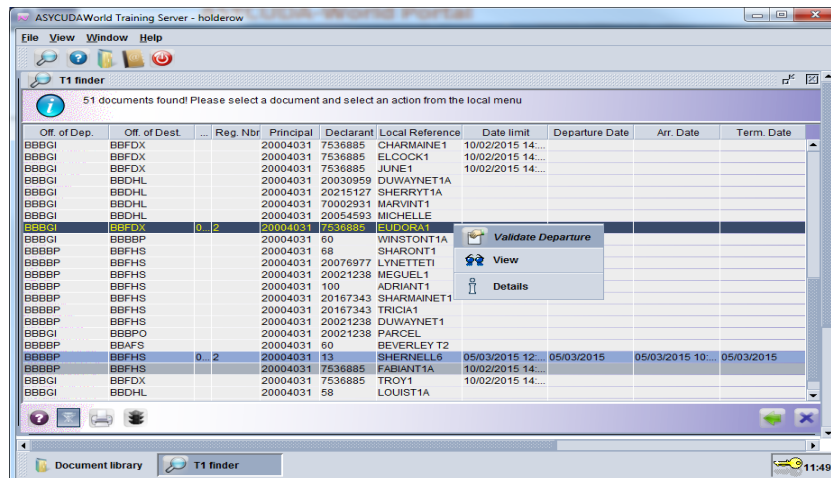 ASYCUDAWorld Training Server - holderow
File View Window Help
T1 finder
51 documents found! Please select a document and select an action from the local menu
Off. of Dep. Off. of Dest. ... Reg. Nbr Principal Declarant Local Reference Date limit Departure Date Arr. Date Term. Date
BBBGI BBFDX 20004031 7536885 CHARMAINE1 10/02/2015 14:...
BBBGI BBFDX 20004031 7536885 ELCOCK1 10/02/2015 14:...
BBBGI BBFDX 20004031 7536885 JUNE1 10/02/2015 14:...
BBBGI BBDHL 20004031 20030959 DUWAYNET1A
BBBGI BBDHL 20004031 20215127 SHERRYT1A
BBBGI BBDHL 20004031 70002931 MARVINT1
BBBGI BBDHL 20004031 20054593 MICHELLE
BBBGI BBFDX 0... 2 20004031 7536885 EUDORA1
BBBGI BBBBP 20004031 60 WINSTONT1A
BBBBP BBFHS 20004031 68 SHARONT1
BBBBP BBFHS 20004031 20076977 LYNETTETI
BBBBP BBFHS 20004031 20021238 MEGUEL1
BBBBP BBFHS 20004031 100 ADRIANT1
BBBBP BBFHS 20004031 20167343 SHARMAINET1
BBBBP BBFHS 20004031 20167343 TRICIA1
BBBBP BBFHS 20004031 20021238 DUWAYNET1
BBBGI BBBPO 20004031 20021238 PARCEL
BBBBP BBAFS 20004031 60 BEVERLEY T2
BBBBP BBFHS 0... 2 20004031 13 SHERNELL6 05/03/2015 12:... 05/03/2015 05/03/2015 10:... 05/03/2015
BBBBP BBFHS 20004031 7536885 FABIANT1A 10/02/2015 14:...
BBBGI BBFDX 20004031 7536885 TROY1 10/02/2015 14:...
BBBGI BBDHL 20004031 58 LOUIST1A
Validate Departure
View
Details
Document library T1 finder 11:49